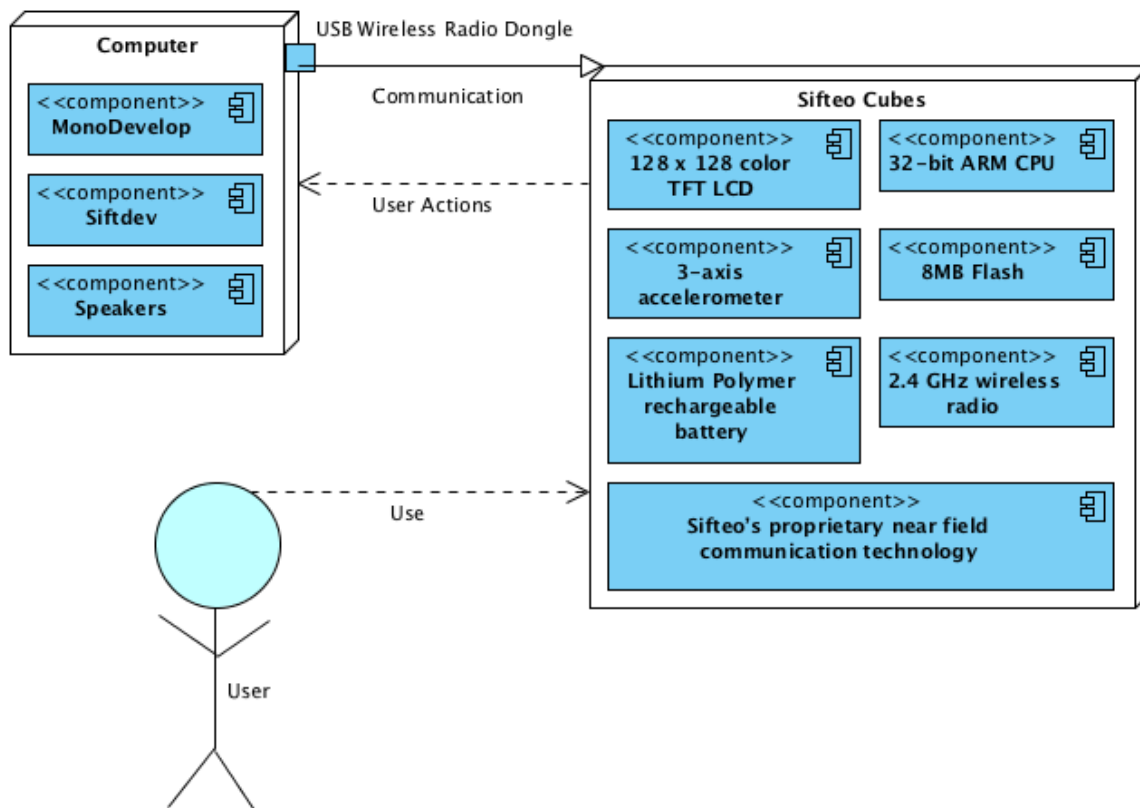 Computer
<<component>>
MonoDevelop
<<component>>
Siftdev
<<component>>
Speakers
USB Wireless Radio Dongle
Communication
User Actions
Sifteo Cubes
<<component>>
128 x 128 color
TFT LCD
<<component>>
32-bit ARM CPU
<<component>>
3-axis
accelerometer
<<component>>
8MB Flash
<<component>>
Lithium Polymer
rechargeable
battery
<<component>>
2.4 GHz wireless
radio
<<component>>
Sifteo's proprietary near field
communication technology
Use
User